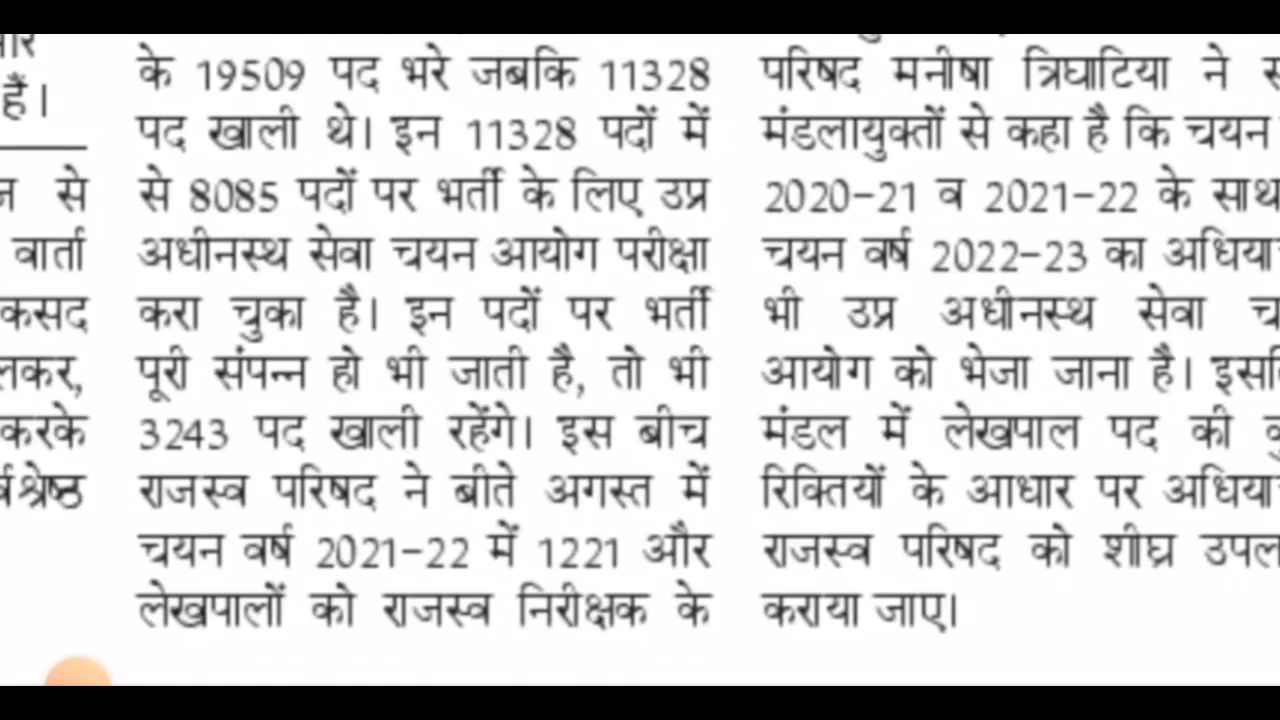 है।
से
वार्ता
करके
के 19509 पद भरे जबकि 11328
पद खाली थे। इन 11328 पदों में
से 8085 पदों पर भर्ती के लिए उप्र
अधीनस्थ सेवा चयन आयोग परीक्षा
करा चुका है। इन पदों पर भर्ती
पूरी संपन्न हो भी जाती है, तो भी
3243 पद खाली रहेंगे। इस बीच
राजस्व परिषद ने बीते अगस्त में
चयन वर्ष 2021-22 में 1221 और
लेखपालों को राजस्व निरीक्षक के
परिषद मनीषा त्रिघाटिया ने
मंडलायुक्तों से कहा है कि चयन
2020-21 व 2021-22 के साथ
चयन वर्ष 2022-23 का
भी उप्र अधीनस्थ सेवा
आयोग को भेजा जाना है।
मंडल में लेखपाल पद की
रिक्तियों के आधार पर
राजस्व परिषद को शीघ्र
कराया जाए।